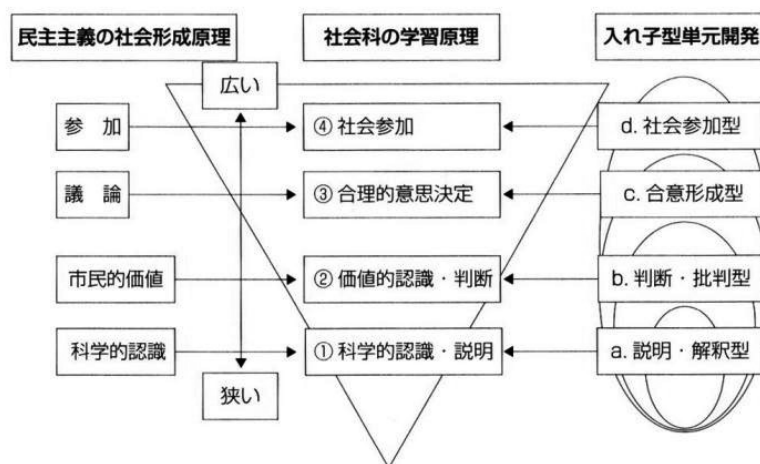 民主主義の社会形成原理 社会科の学習原理 入れ子型単元開発
広い
参　加 ④ 社会参加 d. 社会参加型
議　論 ③ 合理的意思決定 c. 合意形成型
市民的価値 ② 価値的認識・判断 b. 判断・批判型
科学的認識 ① 科学的認識・説明 a. 説明・解釈型
狭い